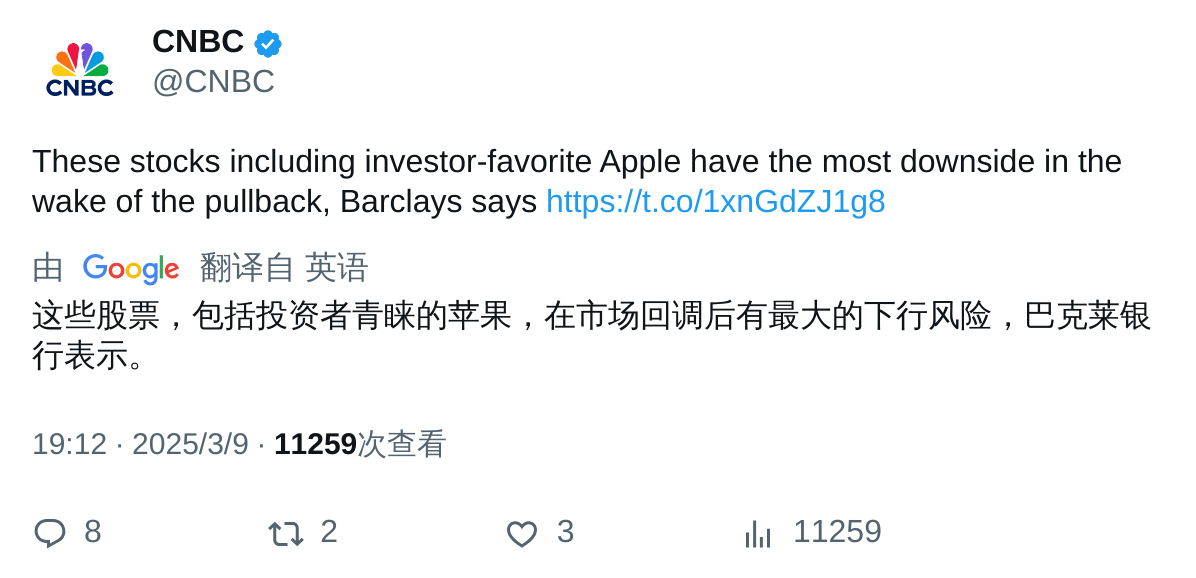 CNBC
CNBC
@CNBC
These stocks including investor-favorite Apple have the most downside in the
wake of the pullback, Barclays says https://t.co/1xnGdZJ1g8
由 Google 翻译自 英语
这些股票，包括投资者青睐的苹果，在市场回调后有最大的下行风险，巴克莱银
行表示。
19:12 · 2025/3/9 · 11259次查看
8 2 3 11259